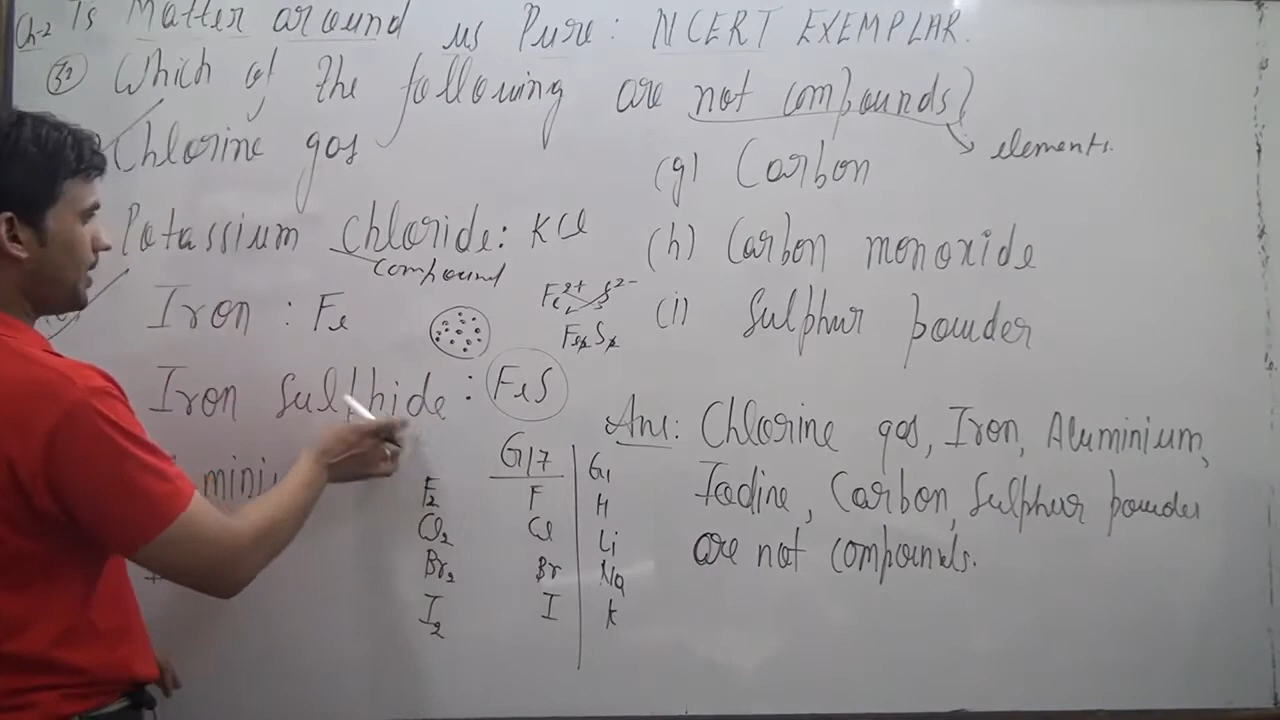 Ch-2 Is Matter around us Pure: NCERT EXEMPLAR.
32 Which of the following are not compounds?
elements.
Chlorine gas
Potassium chloride: KCl
compound
Iron : Fe
Fe2+ S2-
Fe2S2
Iron sulphide: FeS
mini
G17
F2 F
Cl2 Cl
Br2 Br
I2 I
G1
H
Li
Na
K
(g) Carbon
(h) Carbon monoxide
(i) Sulphur powder
Ans: Chlorine gas, Iron, Aluminium,
Iodine, Carbon, Sulphur powder
are not compounds.